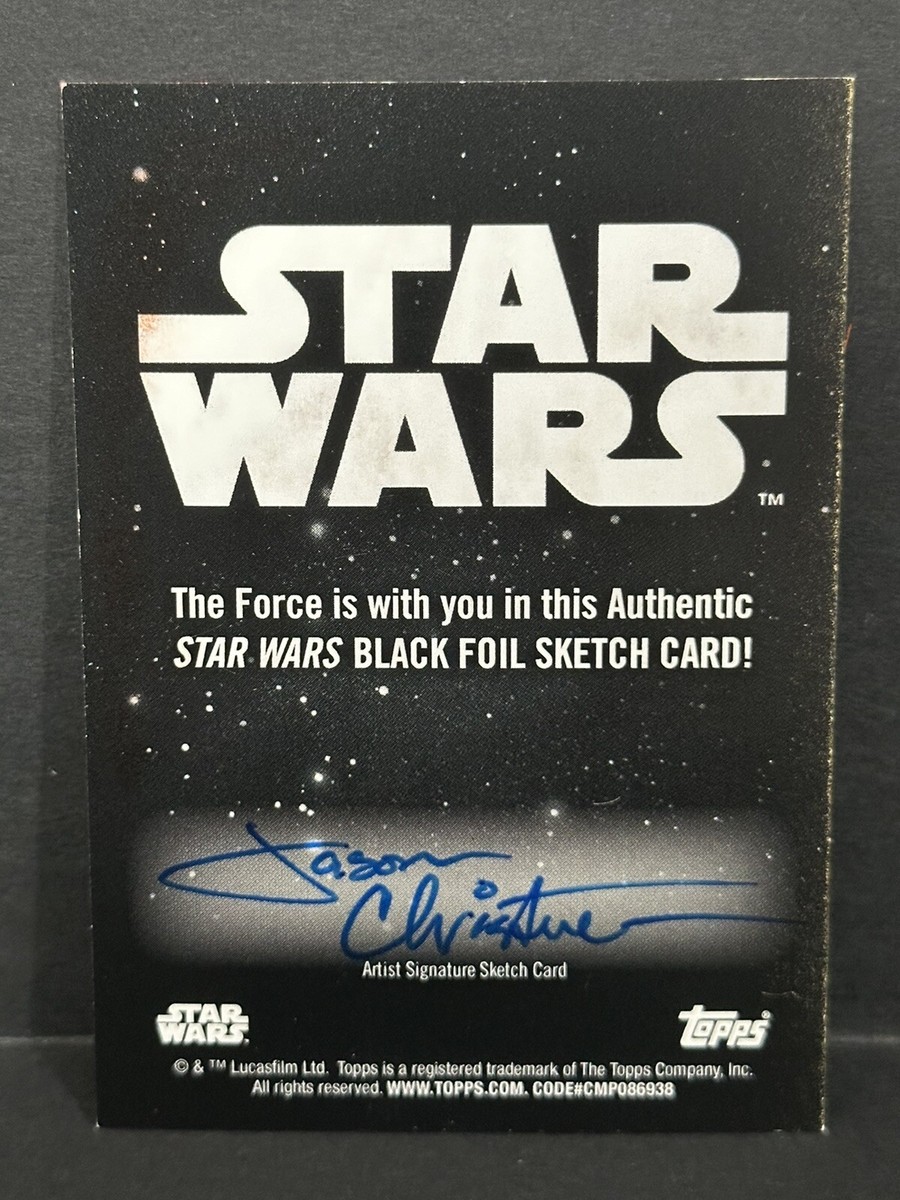 STAR
WARS
TM
The Force is with you in this Authentic
STAR WARS BLACK FOIL SKETCH CARD!
Jason
Artist Signature Sketch Card
STAR
WARS
topps®
© & TM Lucasfilm Ltd. Topps is a registered trademark of The Topps Company, Inc.
All rights reserved. WWW.TOPPS.COM. CODE#CMP086938